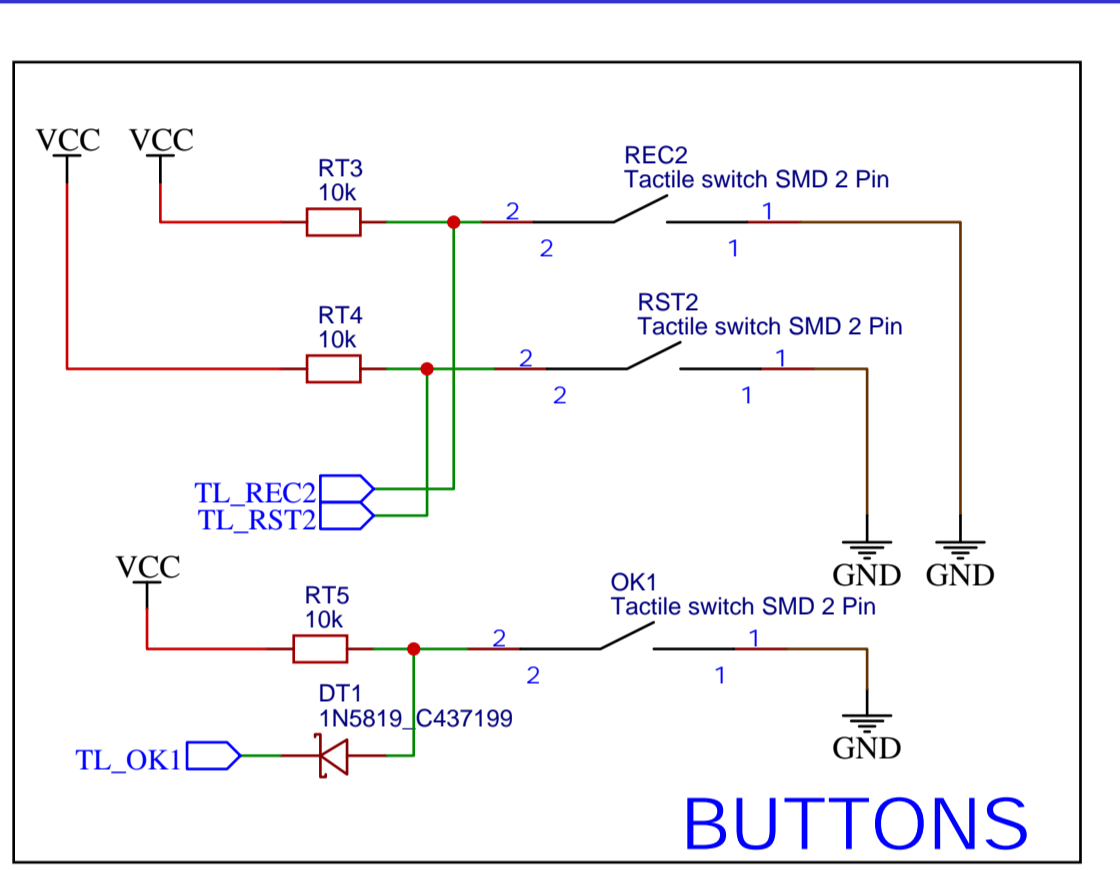 VCC VCC
RT3
10k
REC2
Tactile switch SMD 2 Pin
2
1
2
1
RT4
10k
RST2
Tactile switch SMD 2 Pin
2
1
2
1
TL_REC2
TL_RST2
GND GND
VCC
RT5
10k
OK1
Tactile switch SMD 2 Pin
2
1
2
1
DT1
1N5819_C437199
TL_OK1
GND
BUTTONS